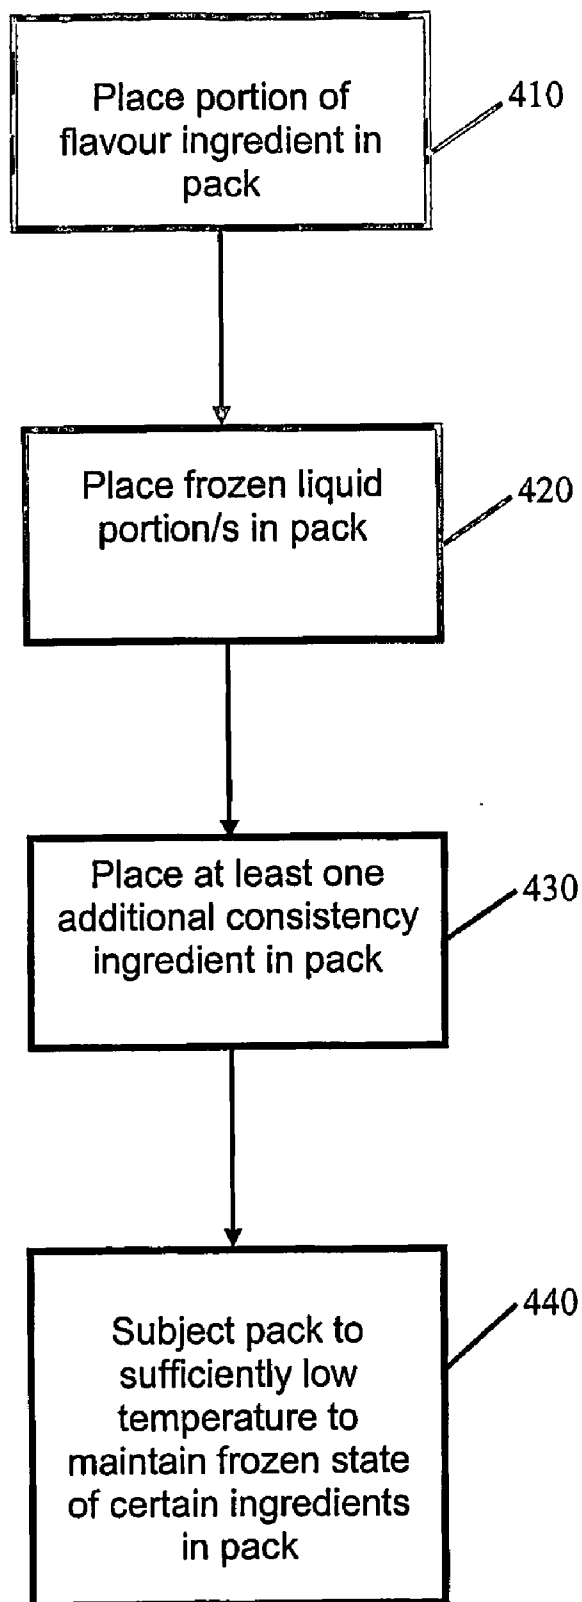 Place portion of
flavour ingredient in
pack
410
Place frozen liquid
portion/s in pack
420
Place at least one
additional consistency
ingredient in pack
430
Subject pack to
sufficiently low
temperature to
maintain frozen state
of certain ingredients
in pack
440